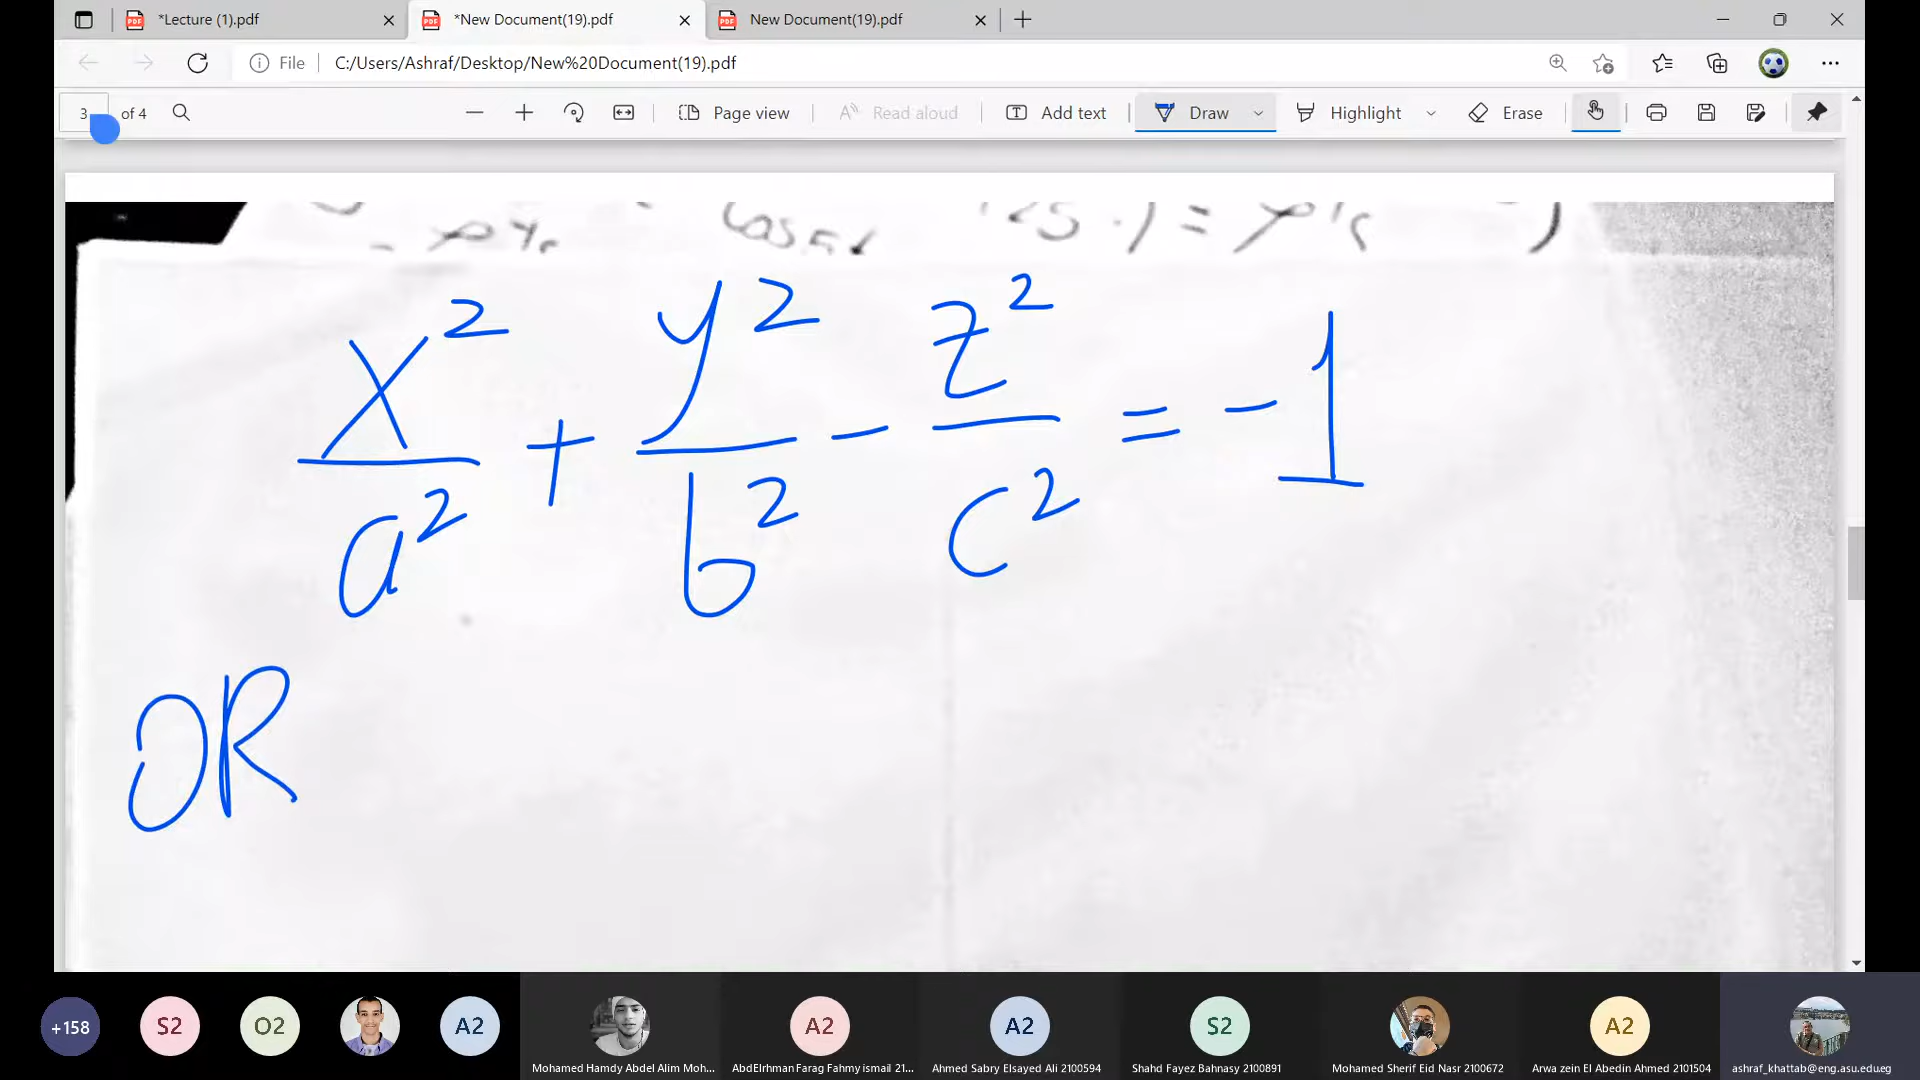 *Lecture (1).pdf
*New Document(19).pdf
New Document(19).pdf
File
C:/Users/Ashraf/Desktop/New%20Document(19).pdf
3 of 4
Page view
Read aloud
Add text
Draw
Highlight
Erase
x²/a² + y²/b² - z²/c² = -1
OR
+158
S2
O2
A2
A2
A2
S2
A2
Mohamed Hamdy Abdel Alim Moh...
AbdElrhman Farag Fahmy ismail 21...
Ahmed Sabry Elsayed Ali 2100594
Shahd Fayez Bahnasy 2100891
Mohamed Sherif Eid Nasr 2100672
Arwa zein El Abedin Ahmed 2101504
ashraf_khattab@eng.asu.edu.eg